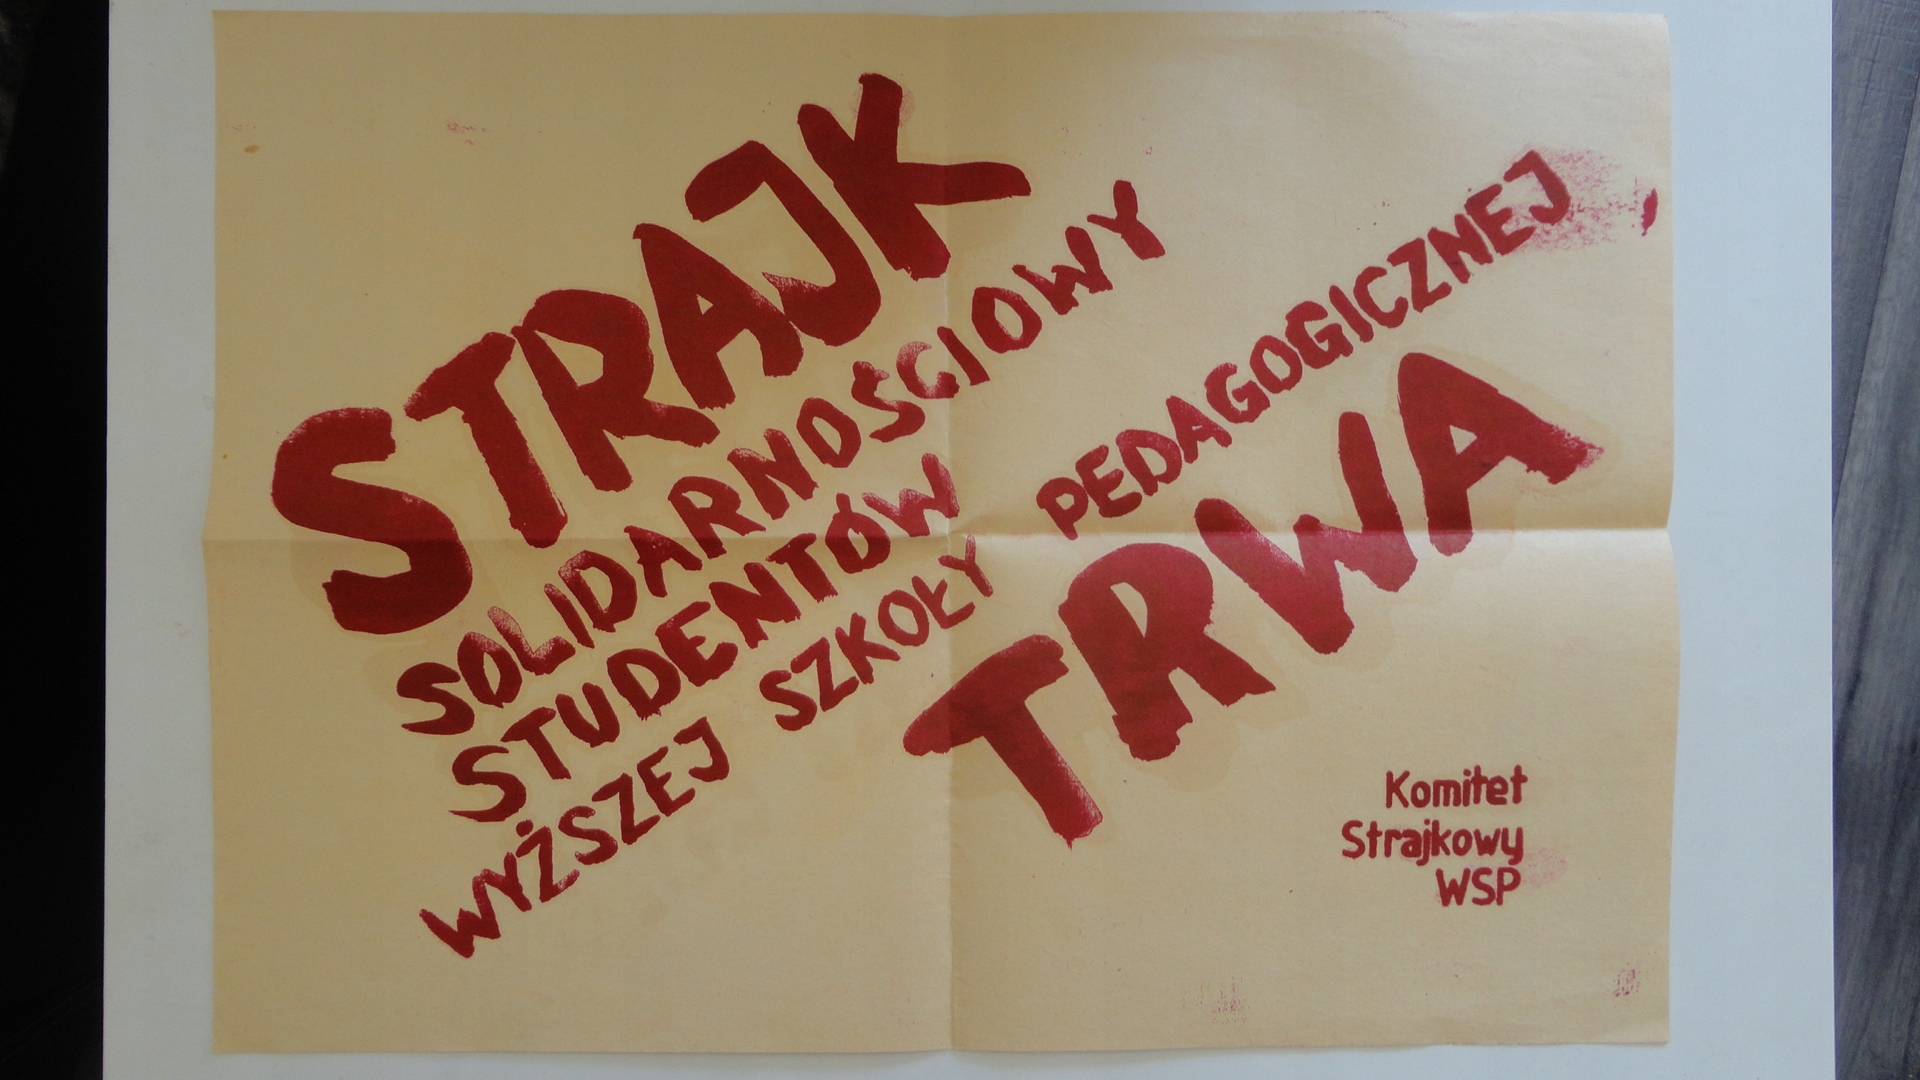 STRAJK
SOLIDARNOŚCIOWY
STUDENTÓW
WYŻSZEJ SZKOŁY PEDAGOGICZNEJ
TRWA
Komitet
Strajkowy
WSP